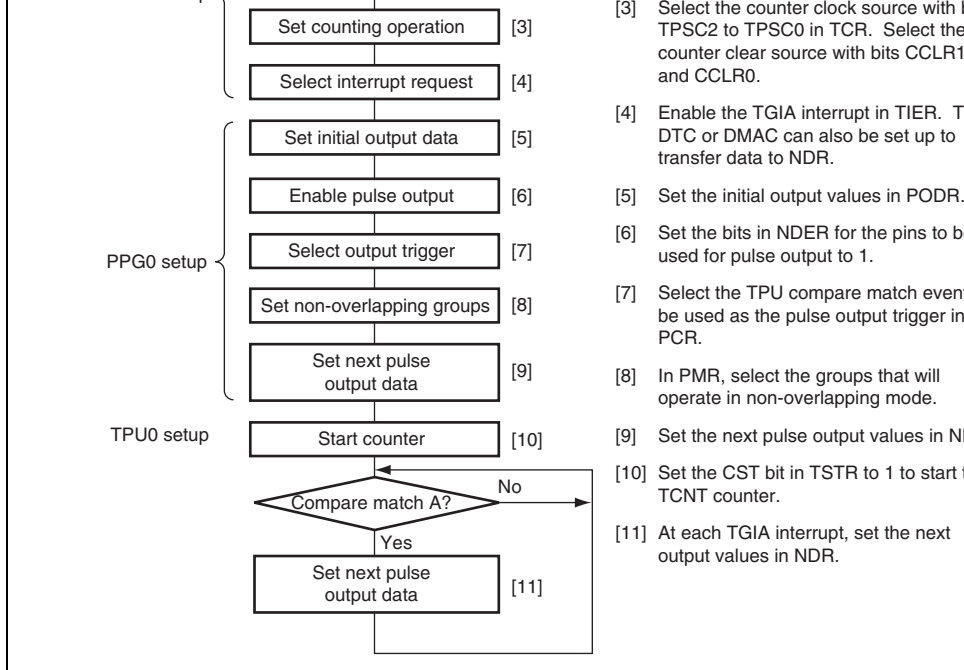 Set counting operation [3]
Select interrupt request [4]
Set initial output data [5]
Enable pulse output [6]
PPG0 setup
Select output trigger [7]
Set non-overlapping groups [8]
Set next pulse
output data [9]
TPU0 setup
Start counter [10]
Compare match A?
No
Yes
Set next pulse
output data [11]
[3] Select the counter clock source with
TPSC2 to TPSC0 in TCR. Select the
counter clear source with bits CCLR1
and CCLR0.
[4] Enable the TGIA interrupt in TIER.
DTC or DMAC can also be set up to
transfer data to NDR.
[5] Set the initial output values in PODR.
[6] Set the bits in NDER for the pins to
used for pulse output to 1.
[7] Select the TPU compare match
be used as the pulse output trigger in
PCR.
[8] In PMR, select the groups that will
operate in non-overlapping mode.
[9] Set the next pulse output values in
[10] Set the CST bit in TSTR to 1 to start
TCNT counter.
[11] At each TGIA interrupt, set the next
output values in NDR.